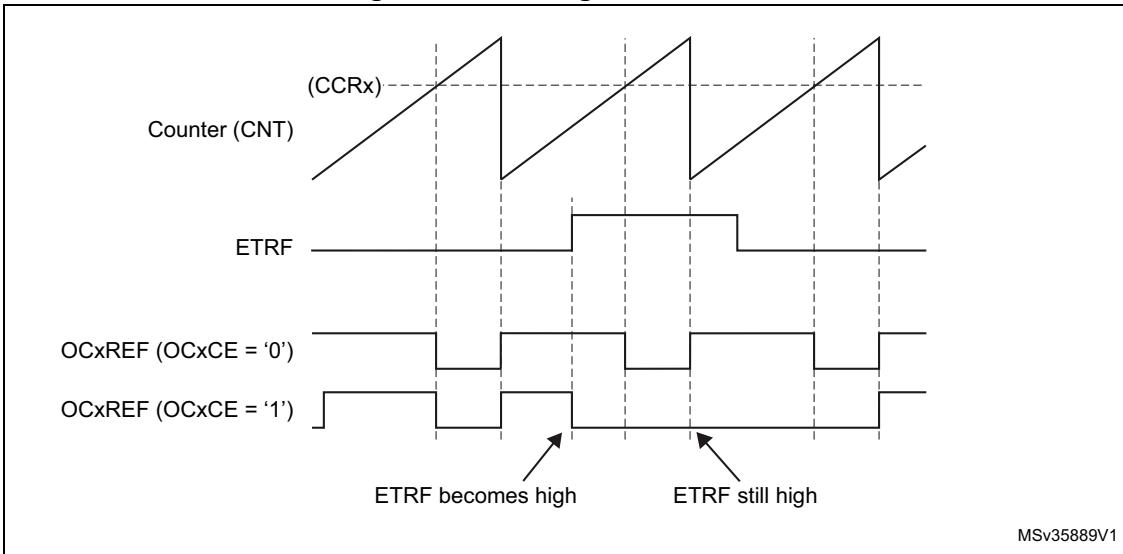 (CCRx)
Counter (CNT)
ETRF
OCxREF (OCxCE = ‘0’)
OCxREF (OCxCE = ‘1’)
ETRF becomes high ETRF still high
MSv35889V1